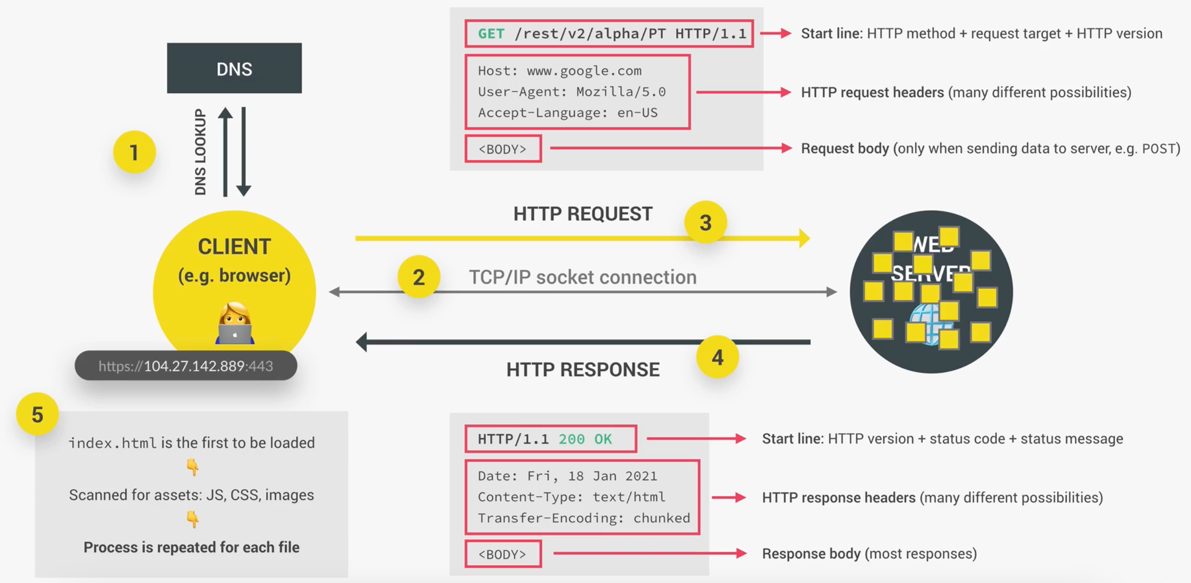 GET /rest/v2/alpha/PT HTTP/1.1
Start line: HTTP method + request target + HTTP version
DNS
Host: www.google.com
User-Agent: Mozilla/5.0
Accept-Language: en-US
HTTP request headers (many different possibilities)
<BODY>
Request body (only when sending data to server, e.g. POST)
1
DNS LOOKUP
HTTP REQUEST
3
CLIENT
(e.g. browser)
2
TCP/IP socket connection
WEB
SERVER
https://104.27.142.889:443
4
HTTP RESPONSE
5
index.html is the first to be loaded
Scanned for assets: JS, CSS, images
Process is repeated for each file
HTTP/1.1 200 OK
Start line: HTTP version + status code + status message
Date: Fri, 18 Jan 2021
Content-Type: text/html
Transfer-Encoding: chunked
HTTP response headers (many different possibilities)
<BODY>
Response body (most responses)